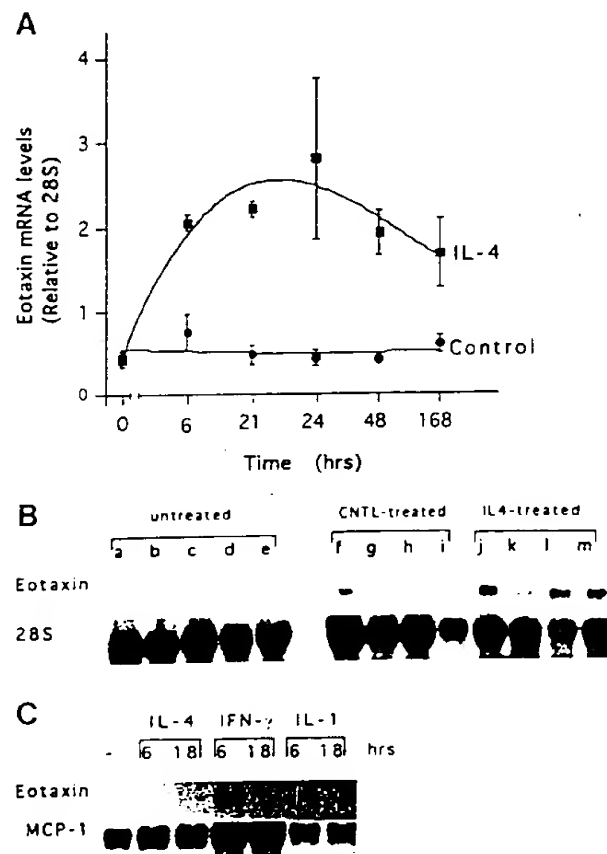 A
4
3
2
1
0
Eotaxin mRNA levels
(Relative to 28S)
IL-4
Control
0 6 21 24 48 168
Time (hrs)
B
untreated CNTL-treated IL4-treated
a b c d e f g h i j k l m
Eotaxin
28S
C
IL-4 IFN-γ IL-1
- 6 18 6 18 6 18 hrs
Eotaxin
MCP-1